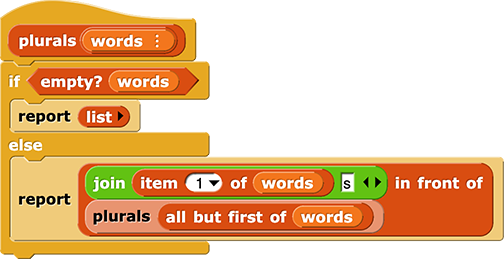 plurals words
if empty? words
report list
else
report join item 1 of words s in front of
plurals all but first of words